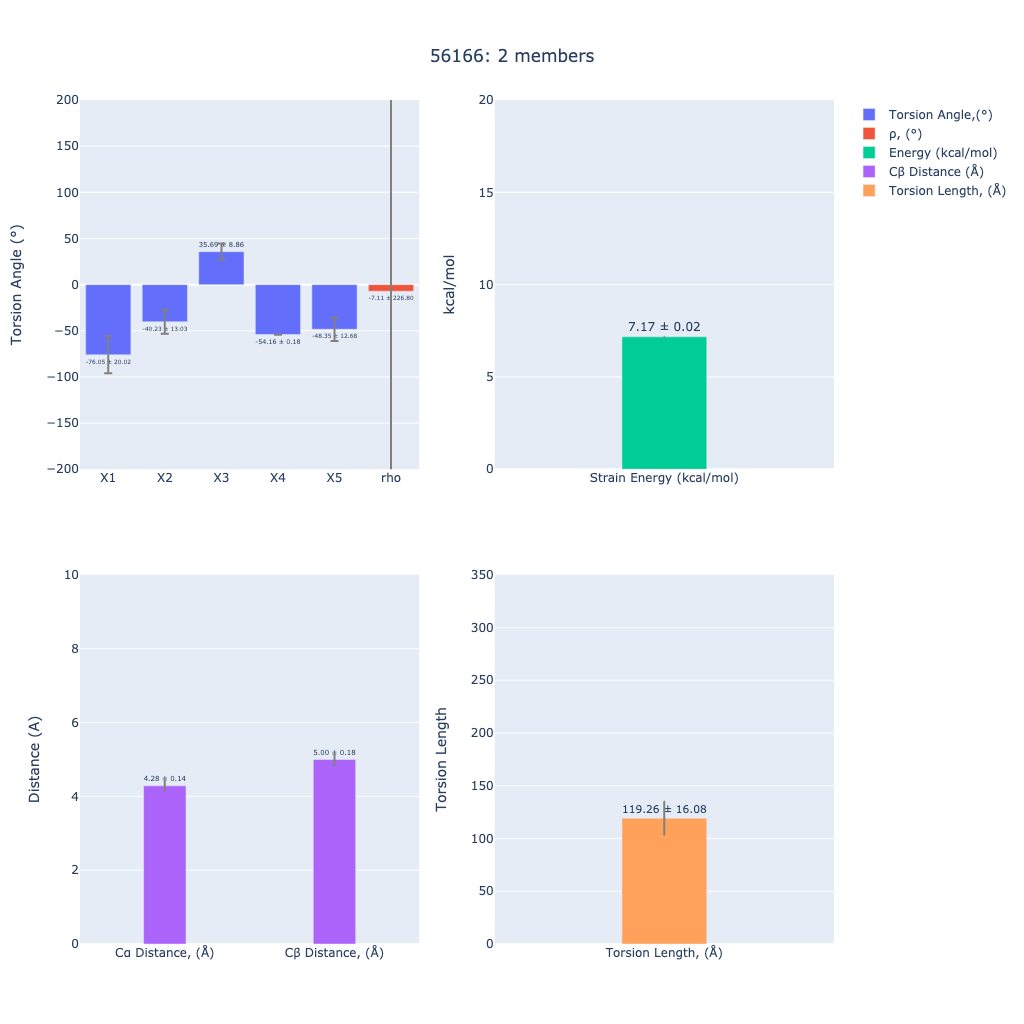 56166: 2 members
Torsion Angle (°)
200
150
100
50
0
−50
−100
−150
−200
-76.05 ± 20.02
-40.23 ± 13.03
35.69 ± 8.86
-54.16 ± 0.18
-48.35 ± 12.68
-7.11 ± 226.80
X1 X2 X3 X4 X5 rho
kcal/mol
20
15
10
5
0
7.17 ± 0.02
Strain Energy (kcal/mol)
Torsion Angle,(°)
ρ, (°)
Energy (kcal/mol)
Cβ Distance (Å)
Torsion Length, (Å)
Distance (A)
10
8
6
4
2
0
4.28 ± 0.14
5.00 ± 0.18
Cα Distance, (Å) Cβ Distance, (Å)
Torsion Length
350
300
250
200
150
100
50
0
119.26 ± 16.08
Torsion Length, (Å)